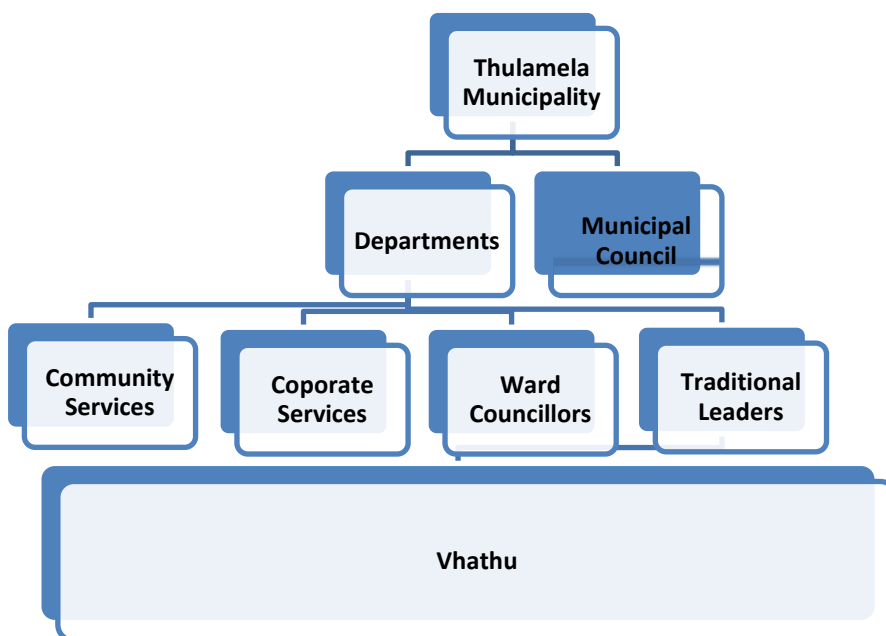 Thulamela
Municipality
Departments
Municipal
Council
Community
Services
Coporate
Services
Ward
Councillors
Traditional
Leaders
Vhathu